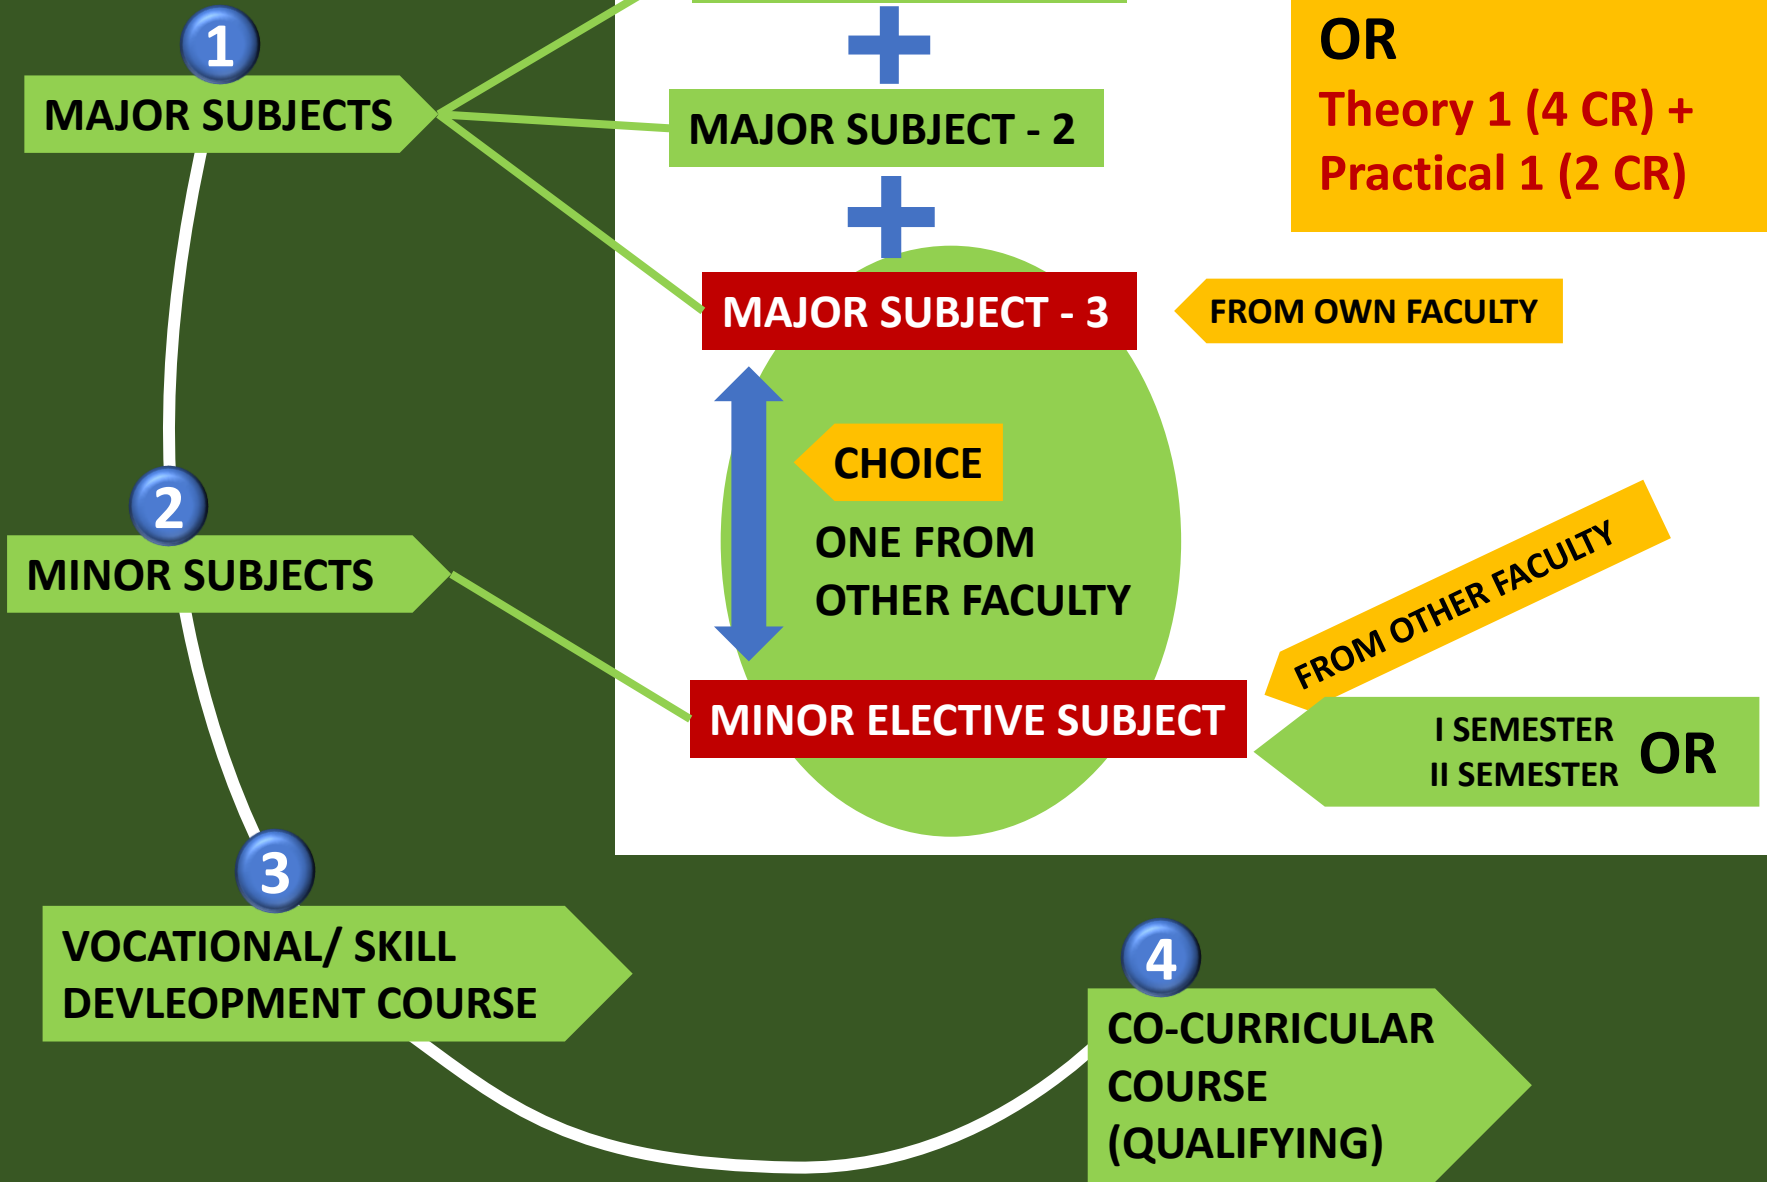 1
MAJOR SUBJECTS
OR
Theory 1 (4 CR) +
Practical 1 (2 CR)
MAJOR SUBJECT - 2
MAJOR SUBJECT - 3
FROM OWN FACULTY
CHOICE
ONE FROM
OTHER FACULTY
2
MINOR SUBJECTS
FROM OTHER FACULTY
MINOR ELECTIVE SUBJECT
I SEMESTER
II SEMESTER
OR
3
VOCATIONAL/ SKILL
DEVLEOPMENT COURSE
4
CO-CURRICULAR
COURSE
(QUALIFYING)